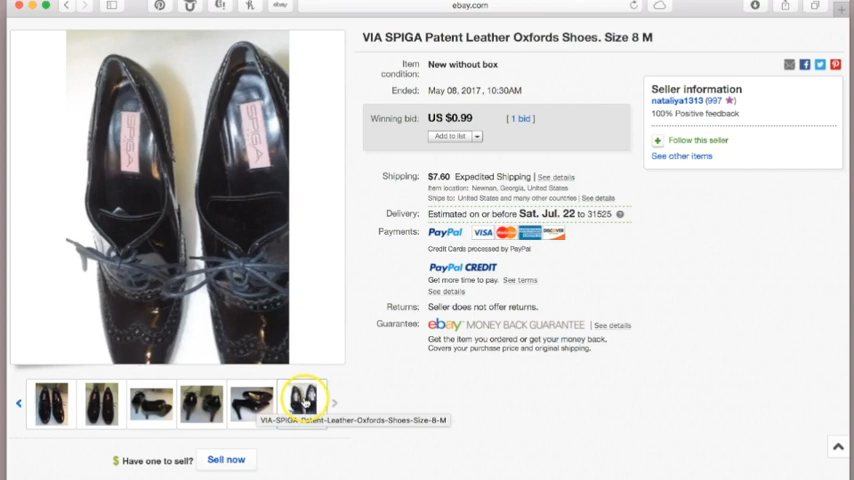 ebay
ebay.com
VIA SPIGA Patent Leather Oxfords Shoes. Size 8 M
SPIGA
SPIGA
Item condition:
New without box
Ended:
May 08, 2017 , 10:30AM
Winning bid:
US $0.99
[ 1 bid ]
Add to list
Shipping:
$7.60 Expedited Shipping | See details
Item location: Newnan, Georgia, United States
Ships to: United States and many other countries | See details
Delivery:
Estimated on or before Sat. Jul. 22 to 31525
Payments:
PayPal VISA MasterCard DISCOVER
Credit Cards processed by PayPal
PayPal CREDIT
Get more time to pay. See terms
See details
Returns:
Seller does not offer returns.
Guarantee:
ebay MONEY BACK GUARANTEE | See details
Get the item you ordered or get your money back.
Covers your purchase price and original shipping.
Seller information
nataliya1313 (997 ★)
100% Positive feedback
Follow this seller
See other items
VIA-SPIGA-Patent-Leather-Oxfords-Shoes-Size-8-M
$ Have one to sell? Sell now